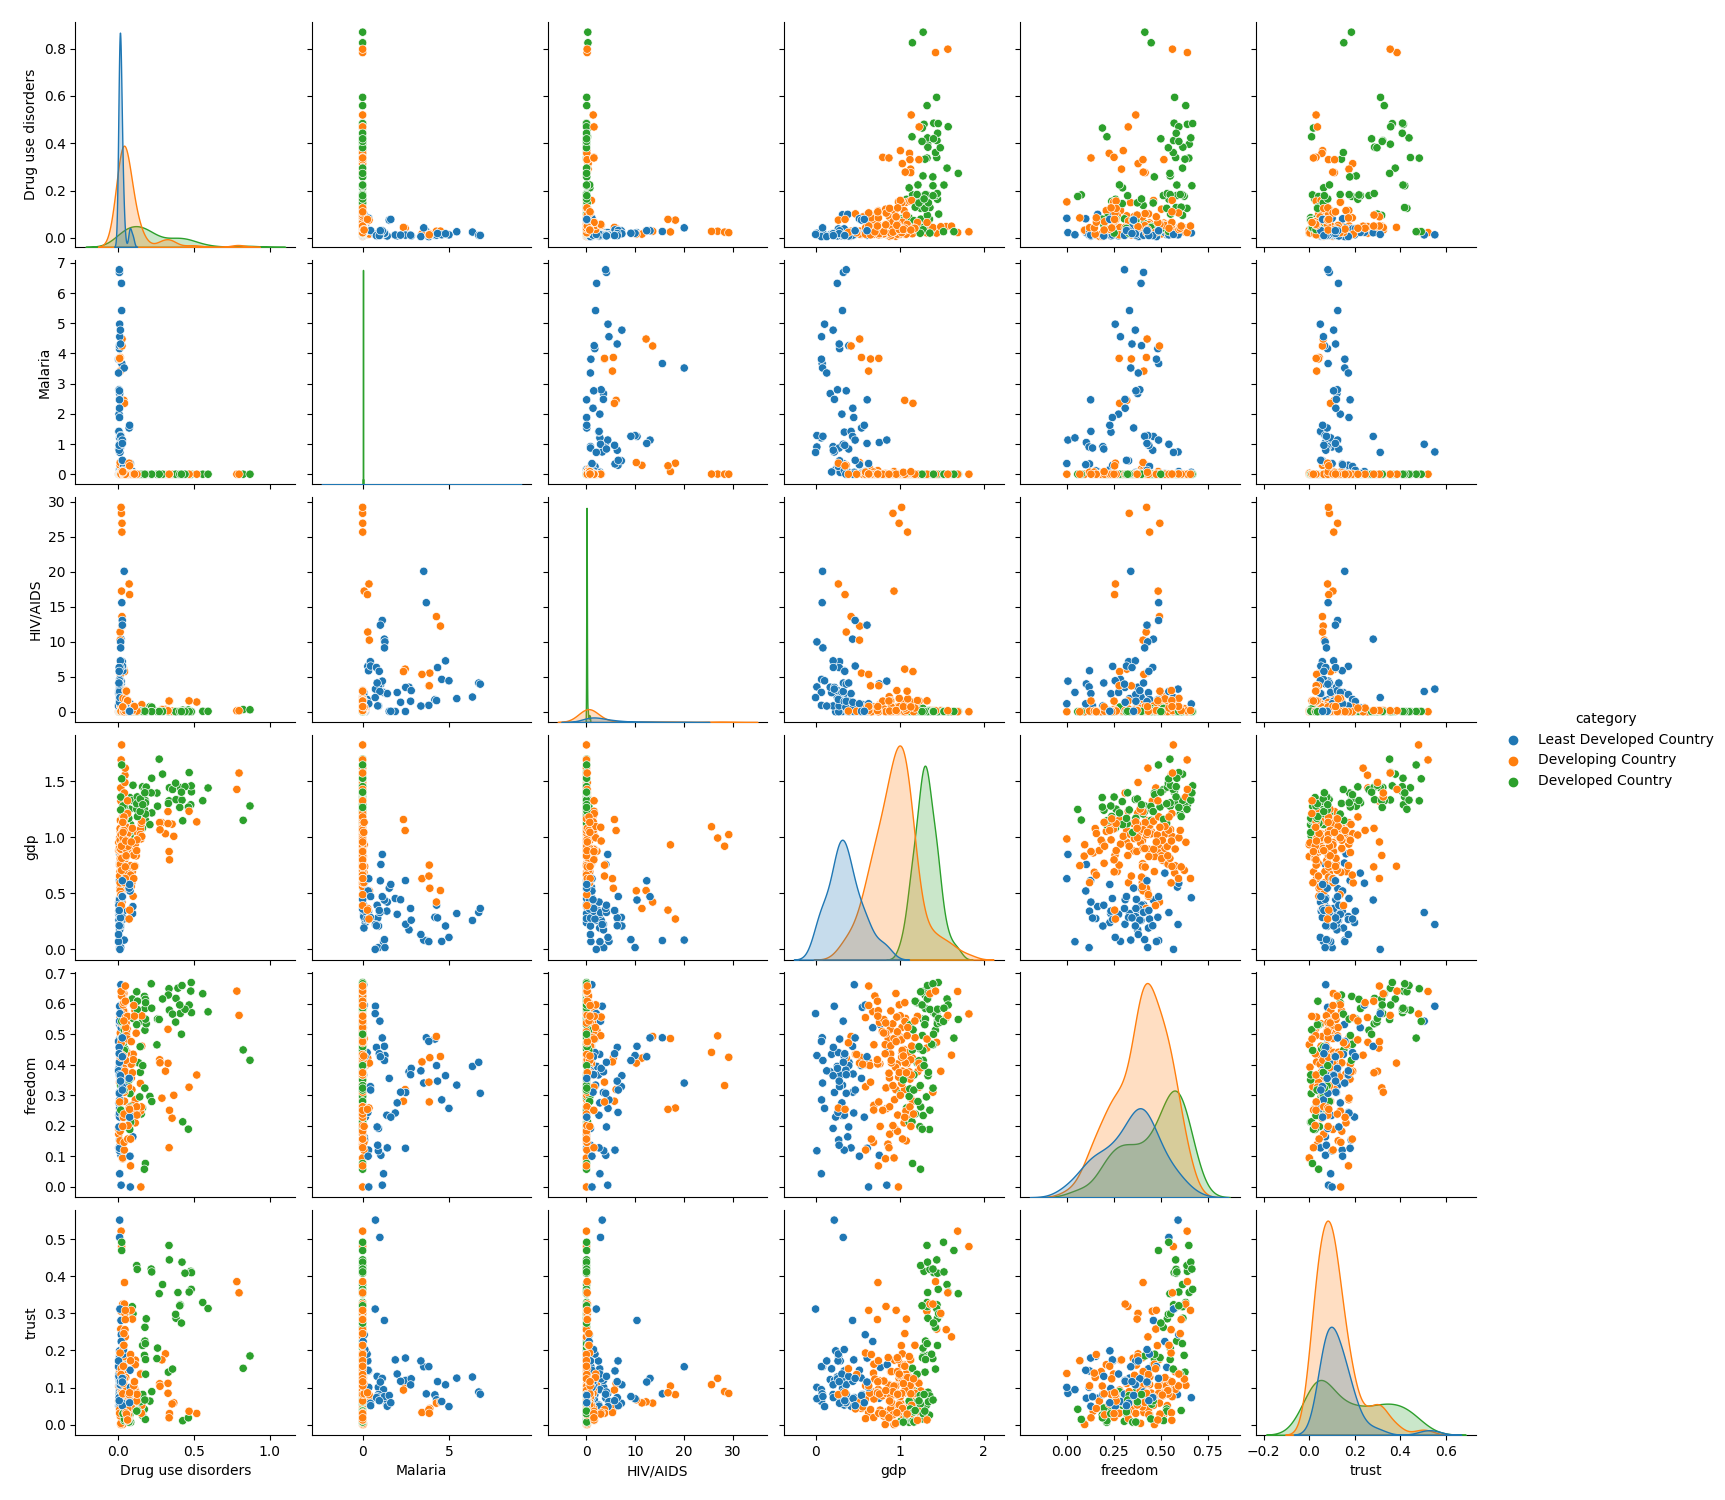 Drug use disorders
0.8
0.6
0.4
0.2
0.0
Malaria
7
6
5
4
3
2
1
0
HIV/AIDS
30
25
20
15
10
5
0
gdp
1.5
1.0
0.5
0.0
freedom
0.7
0.6
0.5
0.4
0.3
0.2
0.1
0.0
trust
0.5
0.4
0.3
0.2
0.1
0.0
0.0 0.5 1.0
Drug use disorders
0 5
Malaria
0 10 20 30
HIV/AIDS
0 1 2
gdp
0.00 0.25 0.50 0.75
freedom
−0.2 0.0 0.2 0.4 0.6
trust
category
Least Developed Country
Developing Country
Developed Country